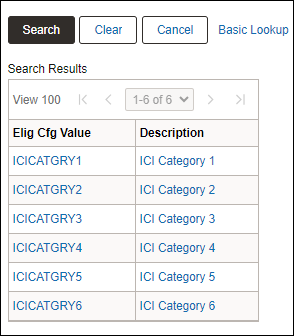 Search Clear Cancel Basic Lookup
Search Results
View 100 1-6 of 6
Elig Cfg Value Description
ICICATGRY1 ICI Category 1
ICICATGRY2 ICI Category 2
ICICATGRY3 ICI Category 3
ICICATGRY4 ICI Category 4
ICICATGRY5 ICI Category 5
ICICATGRY6 ICI Category 6